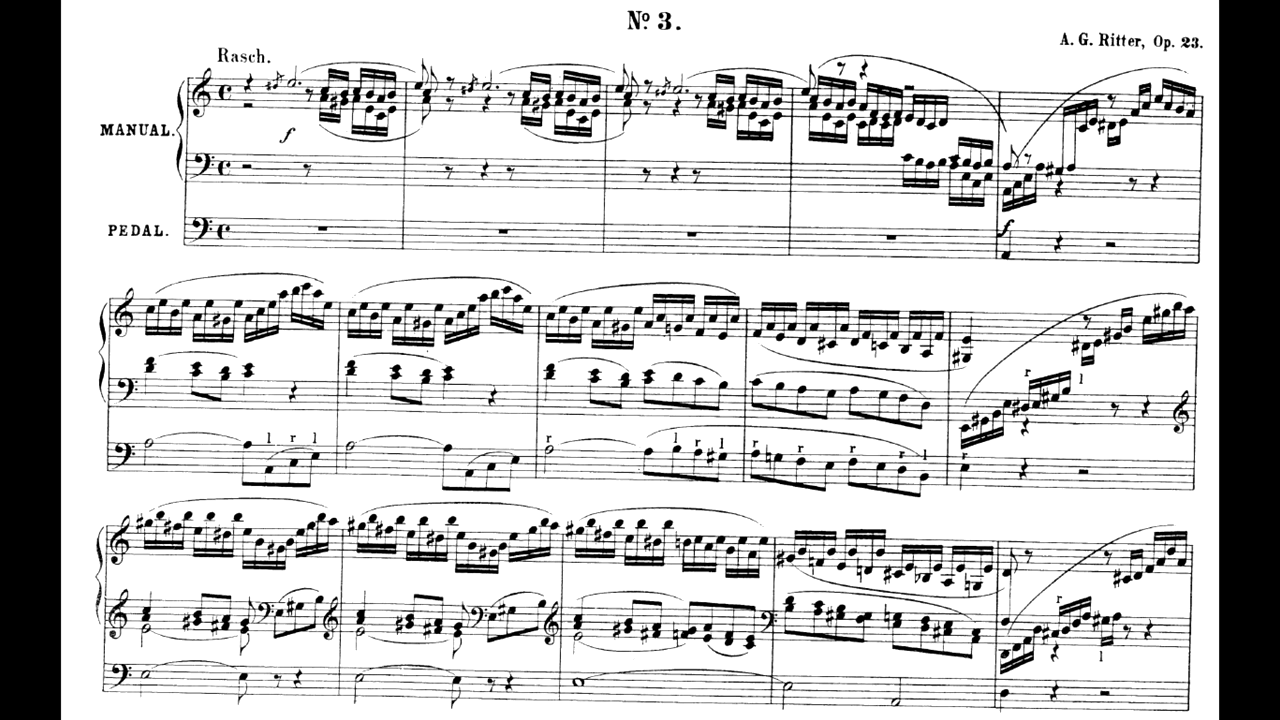 Nº 3.
A. G. Ritter, Op. 23.
Rasch.
MANUAL.
f
PEDAL.
f
r l
l r l
r l r l r r r l r
r
l